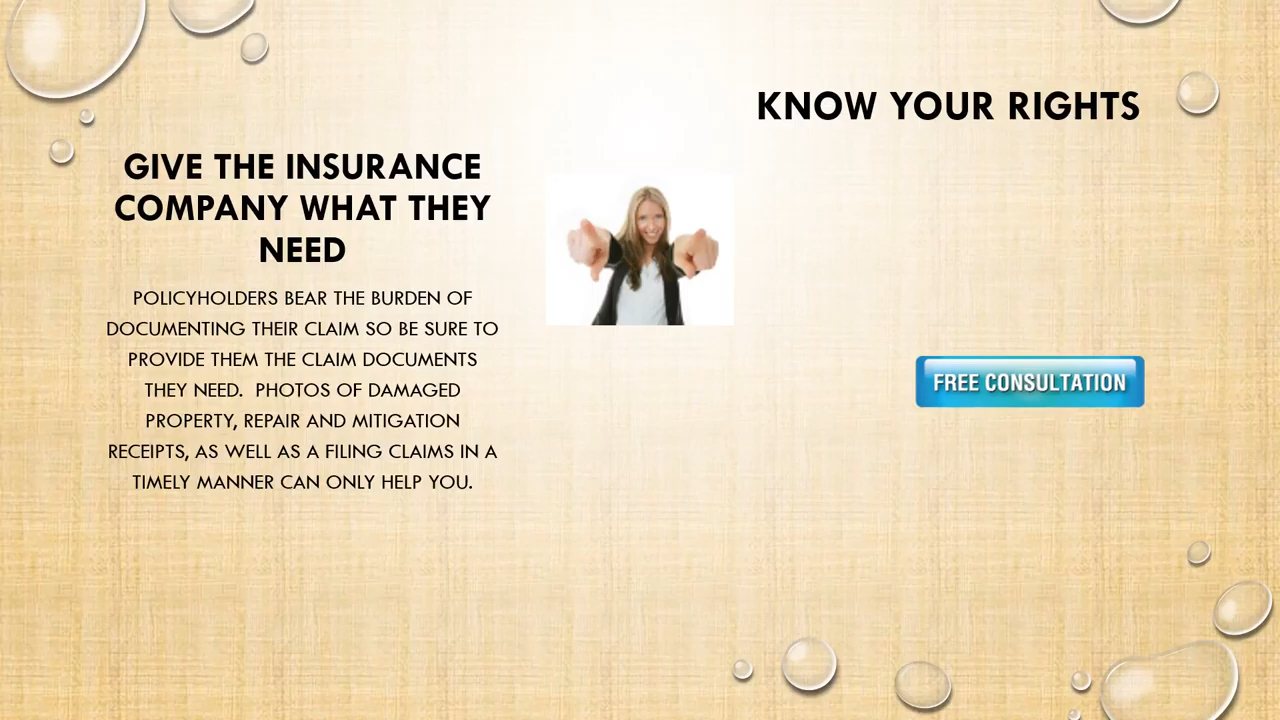 KNOW YOUR RIGHTS
GIVE THE INSURANCE
COMPANY WHAT THEY
NEED
POLICYHOLDERS BEAR THE BURDEN OF
DOCUMENTING THEIR CLAIM SO BE SURE TO
PROVIDE THEM THE CLAIM DOCUMENTS
THEY NEED.  PHOTOS OF DAMAGED
PROPERTY, REPAIR AND MITIGATION
RECEIPTS, AS WELL AS A FILING CLAIMS IN A
TIMELY MANNER CAN ONLY HELP YOU.
FREE CONSULTATION